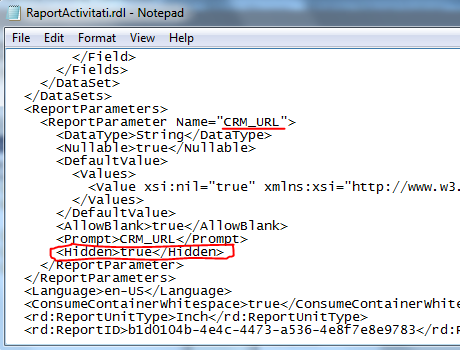 RaportActivitati.rdl - Notepad
File Edit Format View Help
</Field>
</Fields>
</DataSet>
</DataSets>
<ReportParameters>
<ReportParameter Name="CRM_URL">
<DataType>String</DataType>
<Nullable>true</Nullable>
<DefaultValue>
<Values>
<Value xsi:nil="true" xmlns:xsi="http://www.w3.
</Values>
</DefaultValue>
<AllowBlank>true</AllowBlank>
<Prompt>CRM_URL</Prompt>
<Hidden>true</Hidden>
</ReportParameter>
</ReportParameters>
<Language>en-US</Language>
<ConsumeContainerWhitespace>true</ConsumeContainerWhite
<rd:ReportUnitType>Inch</rd:ReportUnitType>
<rd:ReportID>b1d0104b-4e4c-4473-a536-4e8f7e8e9783</rd:R